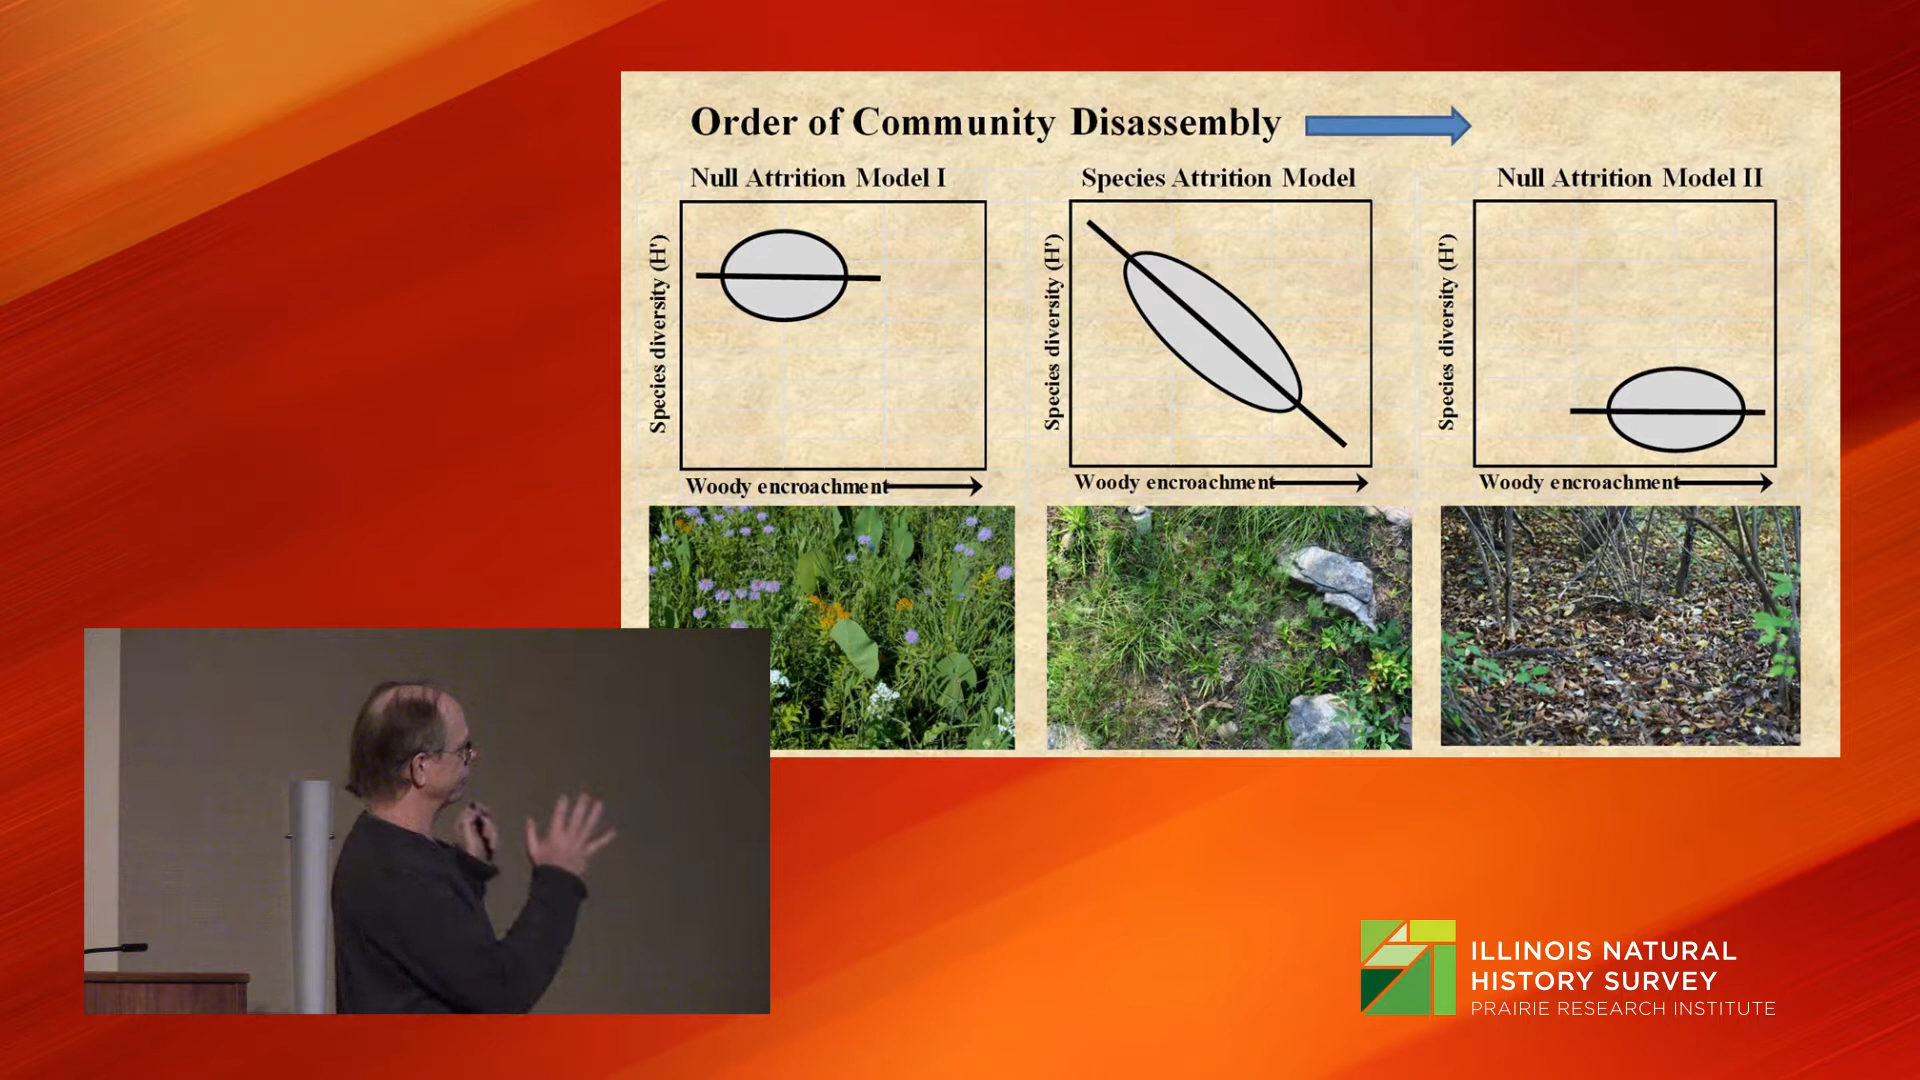 Order of Community Disassembly
Null Attrition Model I
Species Attrition Model
Null Attrition Model II
Species diversity (H')
Species diversity (H')
Species diversity (H')
Woody encroachment
Woody encroachment
Woody encroachment
ILLINOIS NATURAL
HISTORY SURVEY
PRAIRIE RESEARCH INSTITUTE